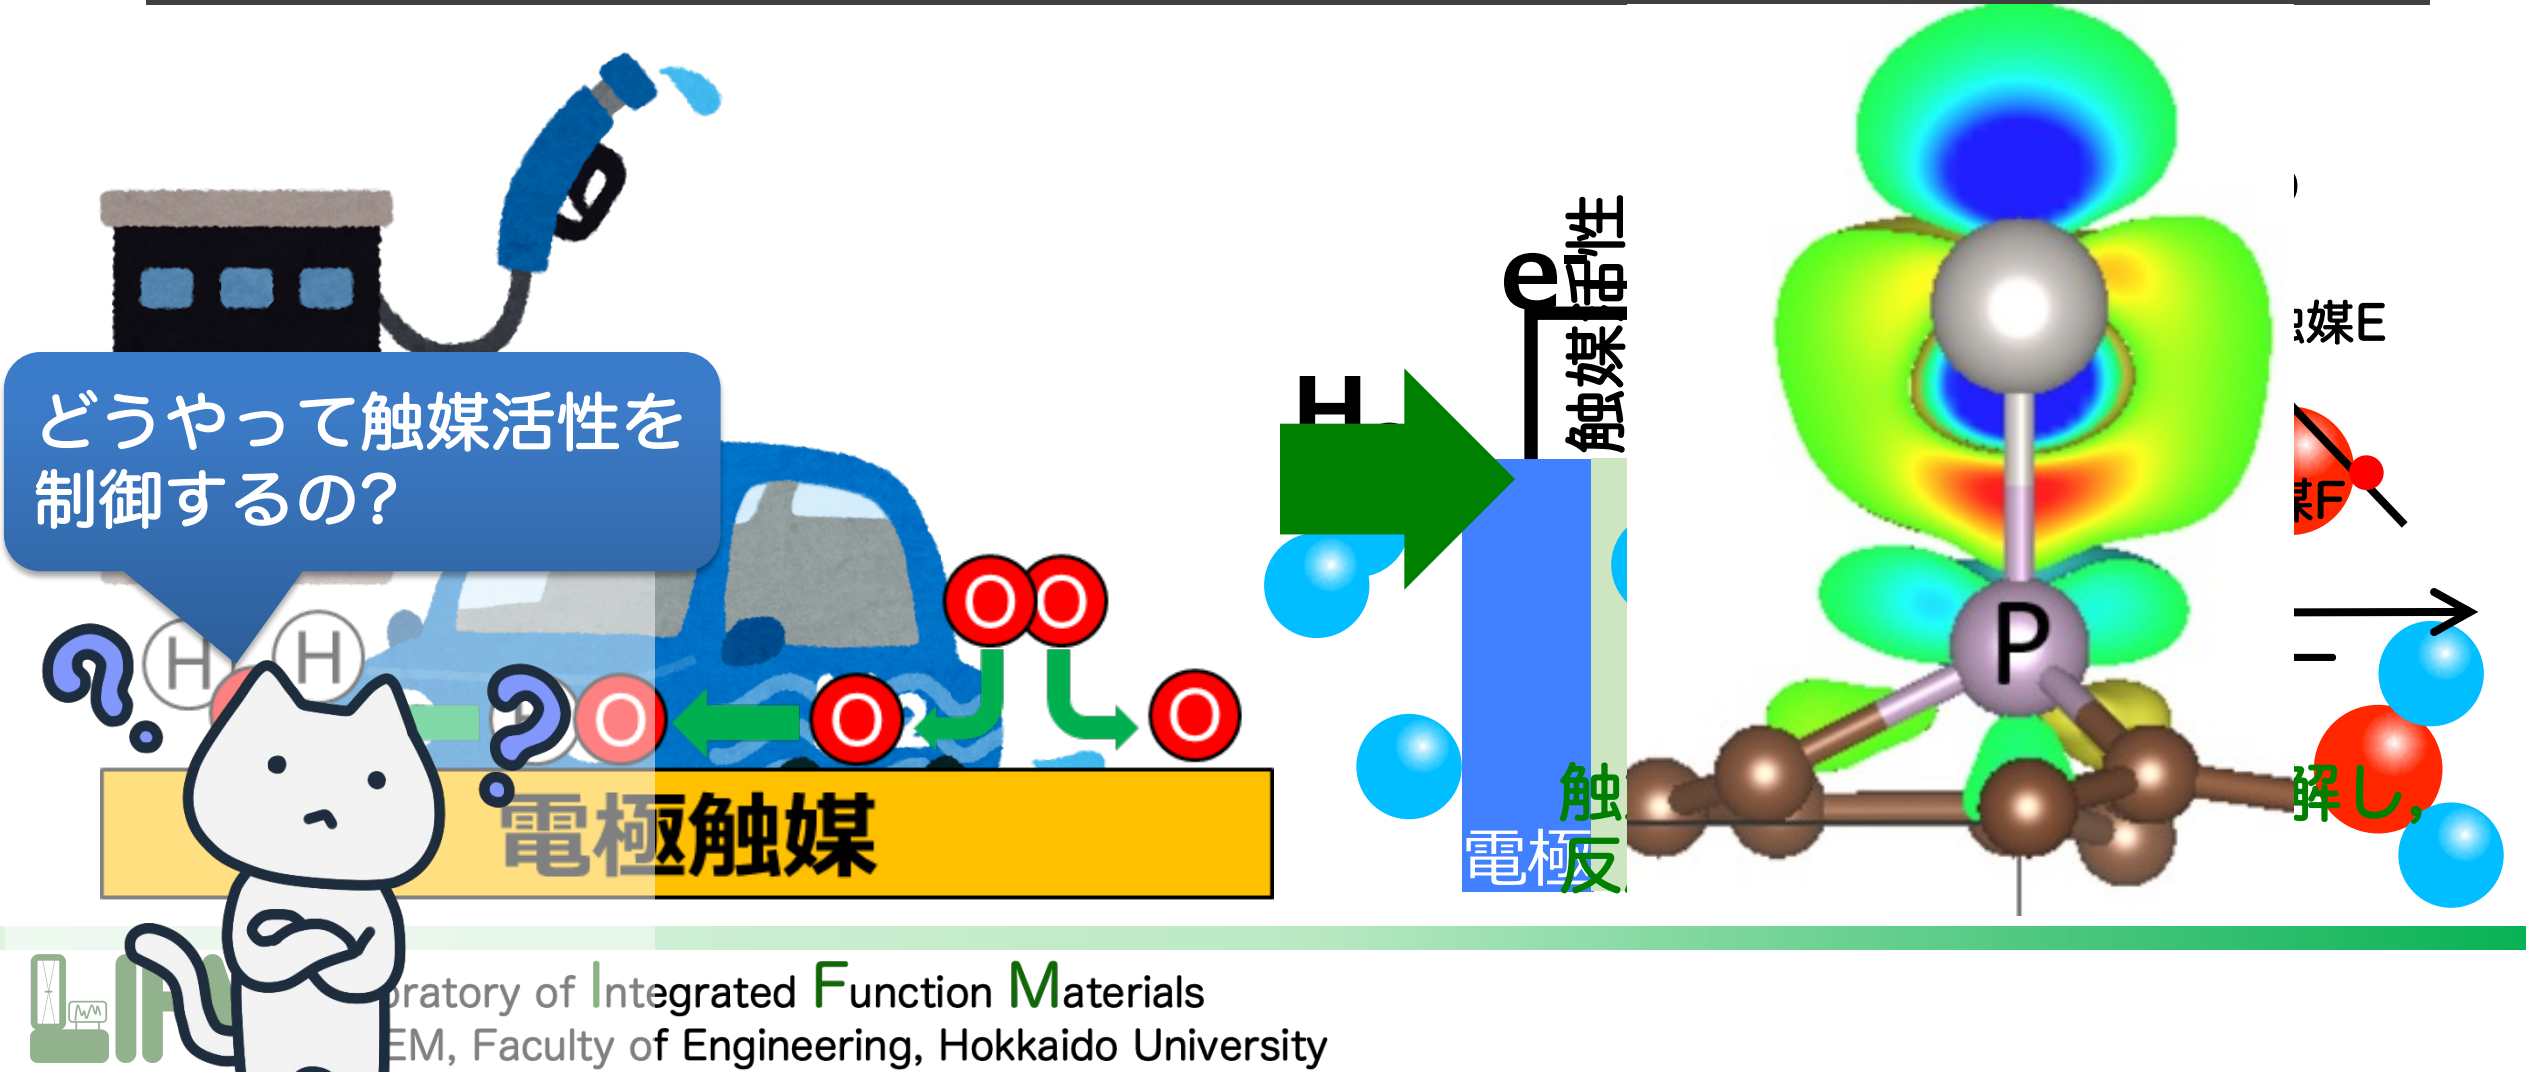 どうやって触媒活性を
制御するの?
H
H
O
O
O
O
O
2
電極触媒
H
e-
触媒活性
電極
P
触媒E
媒F
触
解し,
反
oratory of Integrated Function Materials
EM, Faculty of Engineering, Hokkaido University